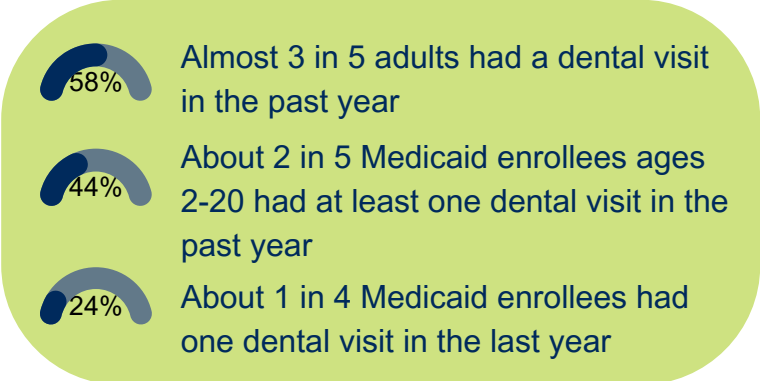 58%
Almost 3 in 5 adults had a dental visit
in the past year
44%
About 2 in 5 Medicaid enrollees ages
2-20 had at least one dental visit in the
past year
24%
About 1 in 4 Medicaid enrollees had
one dental visit in the last year